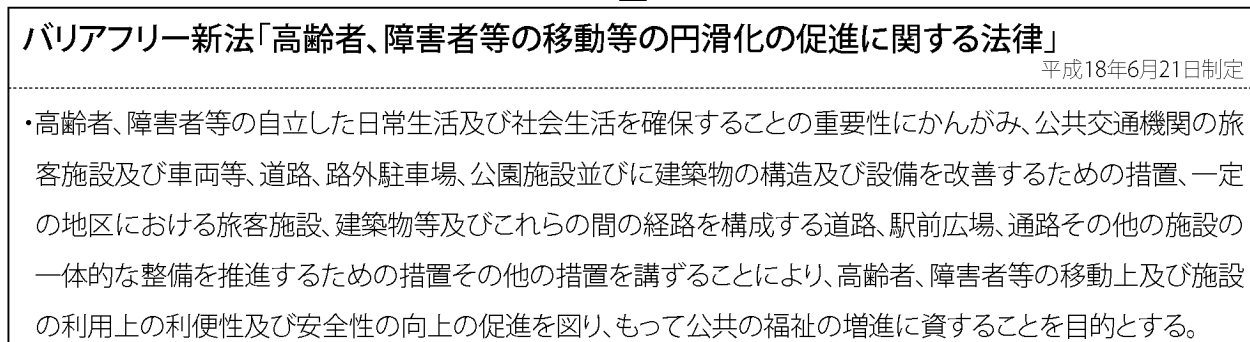 バリアフリー新法「高齢者、障害者等の移動等の円滑化の促進に関する法律」
平成18年6月21日制定
・高齢者、障害者等の自立した日常生活及び社会生活を確保することの重要性にかんがみ、公共交通機関の旅
客施設及び車両等、道路、路外駐車場、公園施設並びに建築物の構造及び設備を改善するための措置、一定
の地区における旅客施設、建築物等及びこれらの間の経路を構成する道路、駅前広場、通路その他の施設の
一体的な整備を推進するための措置その他の措置を講ずることにより、高齢者、障害者等の移動上及び施設
の利用上の利便性及び安全性の向上の促進を図り、もって公共の福祉の増進に資することを目的とする。